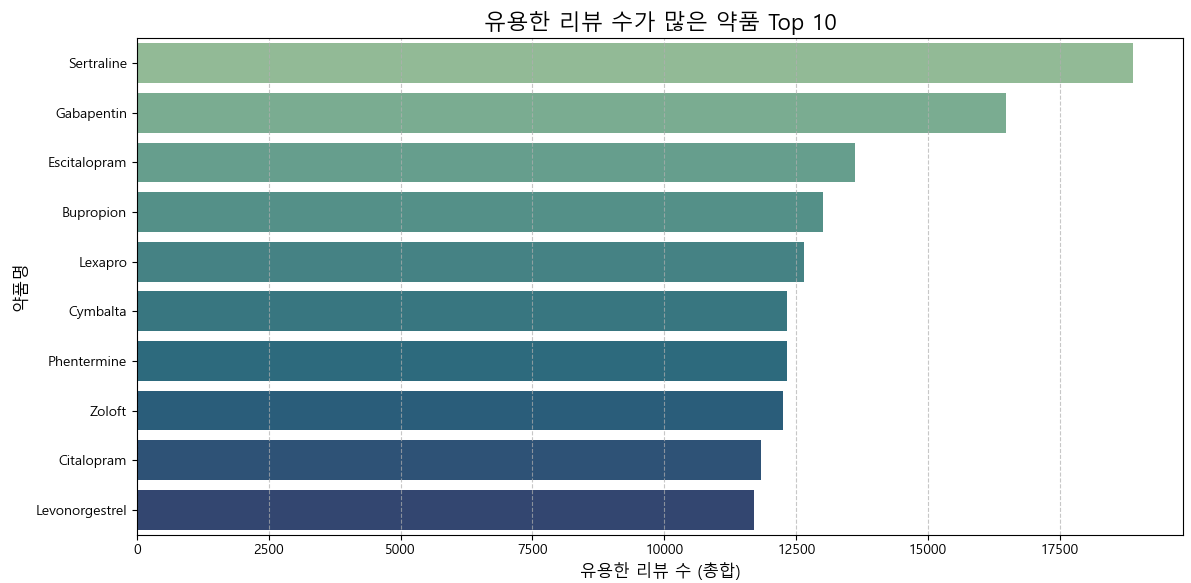 유용한 리뷰 수가 많은 약품 Top 10
약품명
Sertraline
Gabapentin
Escitalopram
Bupropion
Lexapro
Cymbalta
Phentermine
Zoloft
Citalopram
Levonorgestrel
0 2500 5000 7500 10000 12500 15000 17500
유용한 리뷰 수 (총합)